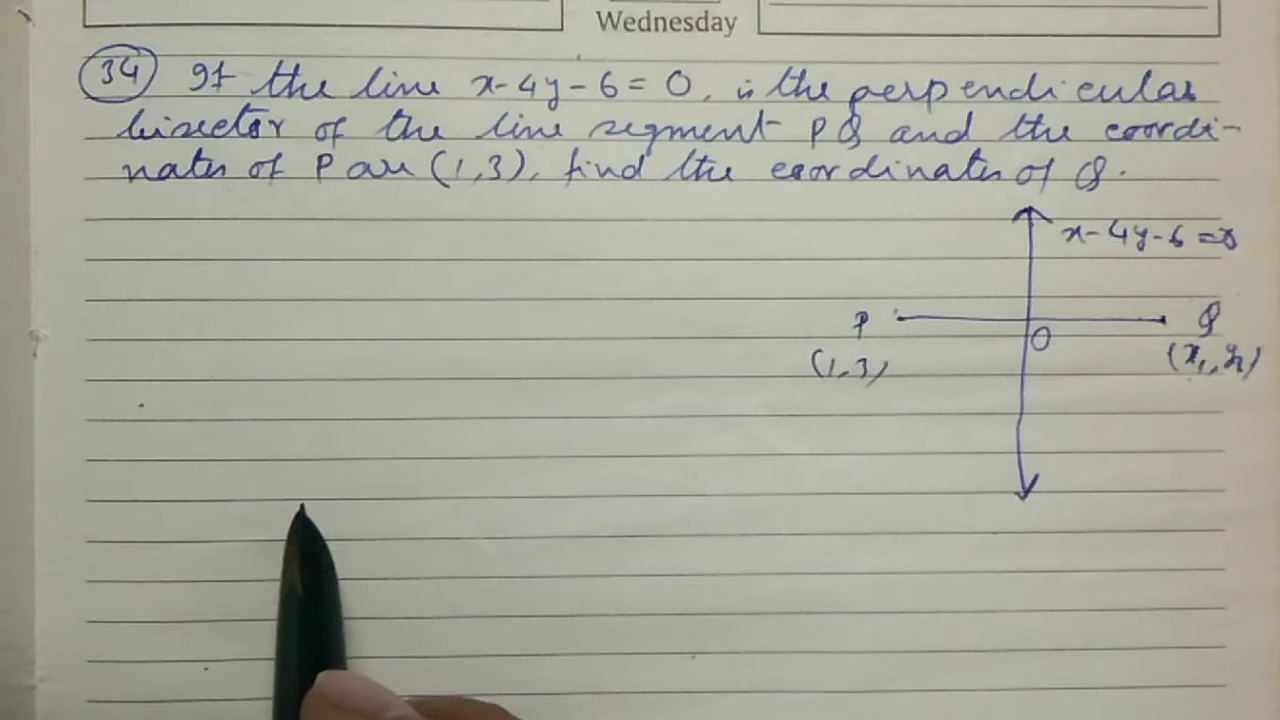 Wednesday
34 If the line x-4y-6=0, is the perpendicular
bisector of the line segment PQ and the coordi-
nates of P are (1,3), find the coordinates of Q.
x-4y-6=0
P Q
O
(1,3) (x1, y1)